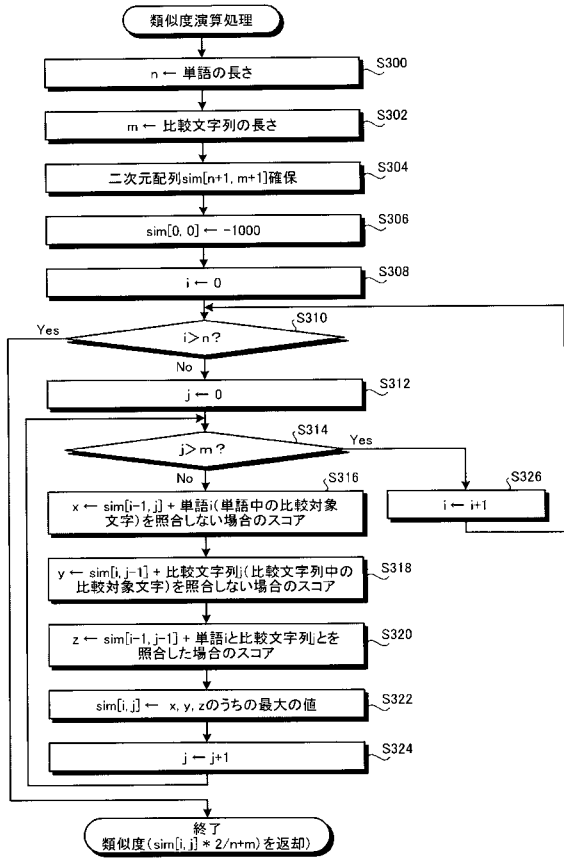 類似度演算処理
n ← 単語の長さ
S300
m ← 比較文字列の長さ
S302
二次元配列sim[n+1, m+1]確保
S304
sim[0, 0] ← -1000
S306
i ← 0
S308
i＞n？
S310
Yes
No
j ← 0
S312
j＞m？
S314
Yes
No
x ← sim[i-1, j] + 単語i(単語中の比較対象
文字)を照合しない場合のスコア
S316
i ← i+1
S326
y ← sim[i, j-1] + 比較文字列j(比較文字列中の
比較対象文字)を照合しない場合のスコア
S318
z ← sim[i-1, j-1] + 単語iと比較文字列jとを
照合した場合のスコア
S320
sim[i, j] ← x, y, zのうちの最大の値
S322
j ← j+1
S324
終了
類似度(sim[i, j] * 2/n+m)を返却)